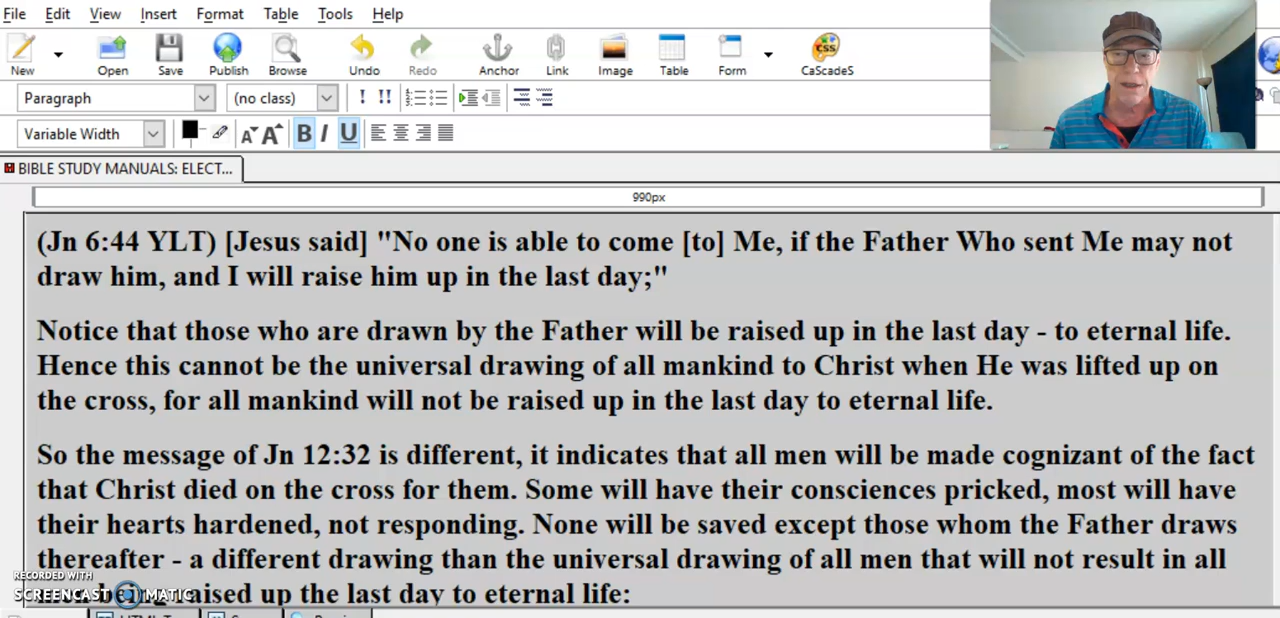 File Edit View Insert Format Table Tools Help
New Open Save Publish Browse Undo Redo Anchor Link Image Table Form CaScadeS
Paragraph (no class) ! !!
Variable Width A A B I U
BIBLE STUDY MANUALS: ELECT...
990px
(Jn 6:44 YLT) [Jesus said] "No one is able to come [to] Me, if the Father Who sent Me may not
draw him, and I will raise him up in the last day;"
Notice that those who are drawn by the Father will be raised up in the last day - to eternal life.
Hence this cannot be the universal drawing of all mankind to Christ when He was lifted up on
the cross, for all mankind will not be raised up in the last day to eternal life.
So the message of Jn 12:32 is different, it indicates that all men will be made cognizant of the fact
that Christ died on the cross for them. Some will have their consciences pricked, most will have
their hearts hardened, not responding. None will be saved except those whom the Father draws
thereafter - a different drawing than the universal drawing of all men that will not result in all
being raised up the last day to eternal life:
RECORDED WITH
SCREENCAST MATIC